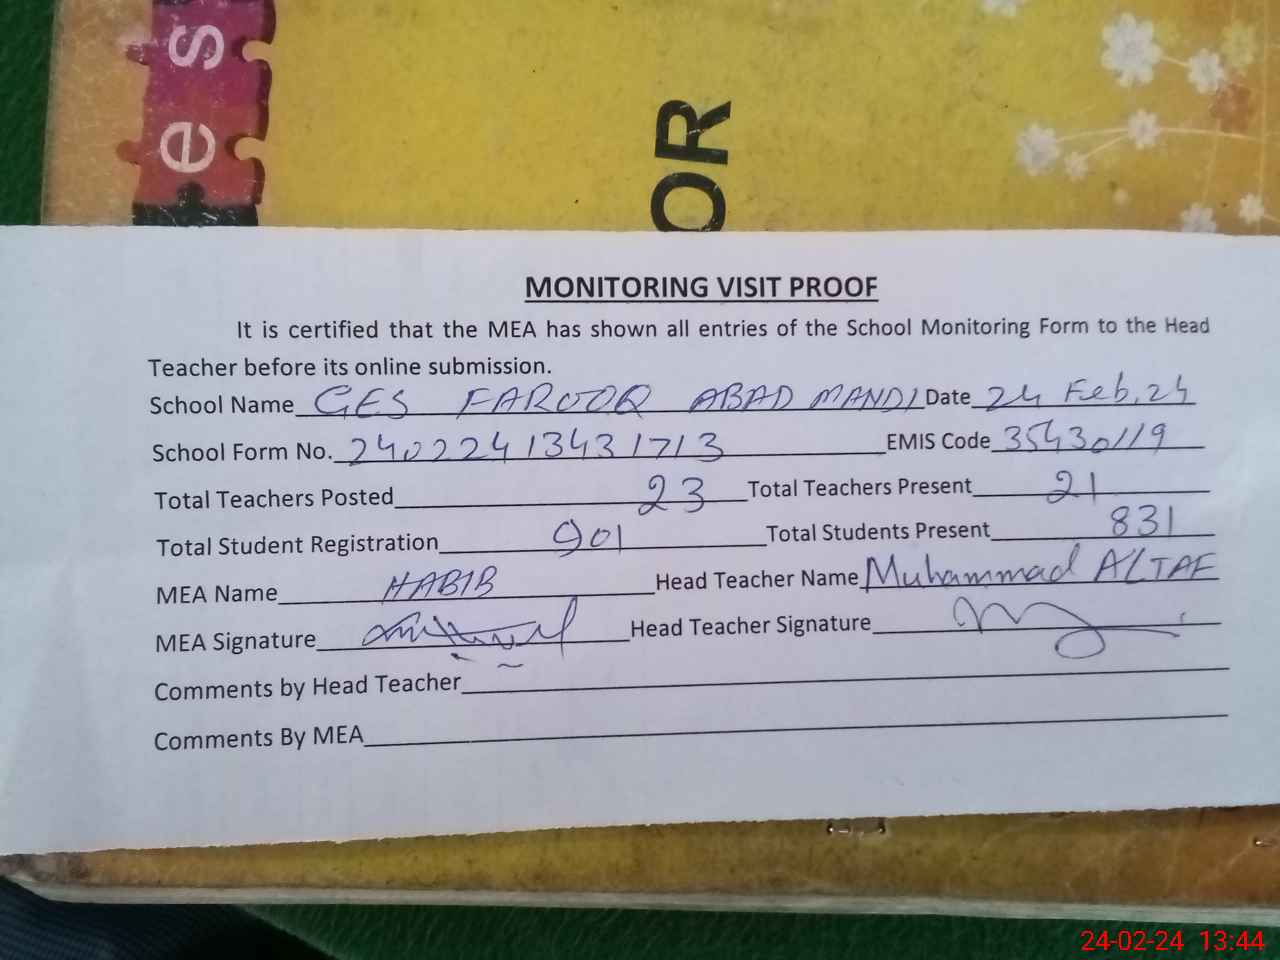 es
OR
MONITORING VISIT PROOF
It is certified that the MEA has shown all entries of the School Monitoring Form to the Head
Teacher before its online submission.
School Name GES FAROOQ ABAD MANDI Date 24 Feb, 24
School Form No. 24022413431713 EMIS Code 35430119
Total Teachers Posted 23 Total Teachers Present 21
Total Student Registration 901 Total Students Present 831
MEA Name HABIB Head Teacher Name Muhammad ALTAF
MEA Signature Head Teacher Signature
Comments by Head Teacher
Comments By MEA
24-02-24 13:44